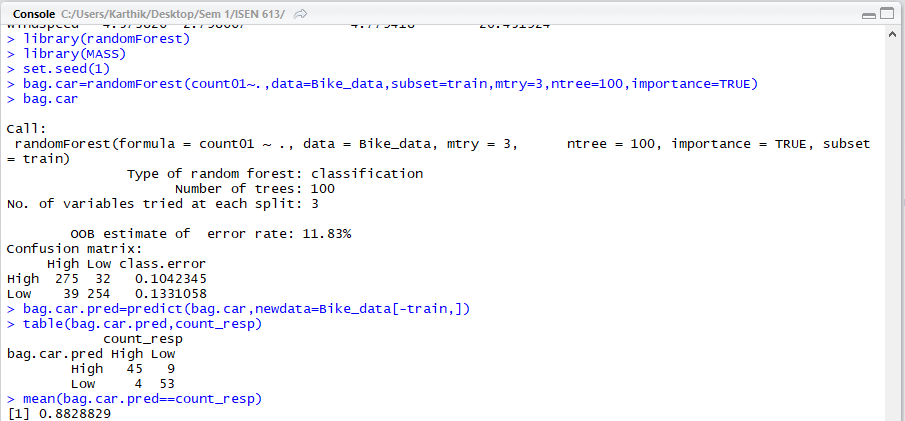 Console C:/Users/Karthik/Desktop/Sem 1/ISEN 613/
> library(randomForest)
> library(MASS)
> set.seed(1)
> bag.car=randomForest(count01~.,data=Bike_data,subset=train,mtry=3,ntree=100,importance=TRUE)
> bag.car
Call:
randomForest(formula = count01 ~ ., data = Bike_data, mtry = 3,      ntree = 100, importance = TRUE, subset
= train)
Type of random forest: classification
Number of trees: 100
No. of variables tried at each split: 3
OOB estimate of  error rate: 11.83%
Confusion matrix:
High Low class.error
High  275  32   0.1042345
Low    39 254   0.1331058
> bag.car.pred=predict(bag.car,newdata=Bike_data[-train,])
> table(bag.car.pred,count_resp)
count_resp
bag.car.pred High Low
High   45   9
Low     4  53
> mean(bag.car.pred==count_resp)
[1] 0.8828829